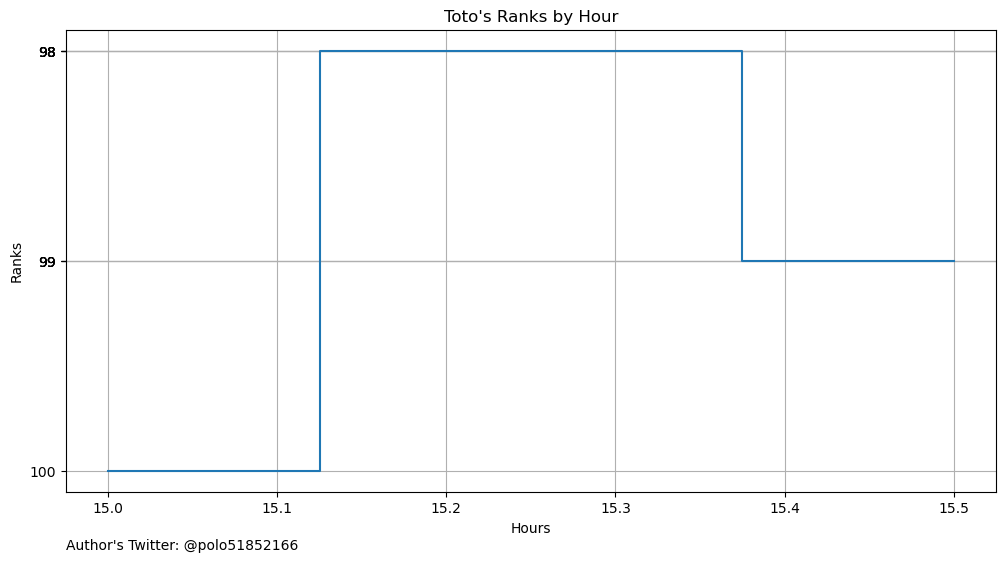 Toto's Ranks by Hour
98
99
100
Ranks
15.0 15.1 15.2 15.3 15.4 15.5
Hours
Author's Twitter: @polo51852166